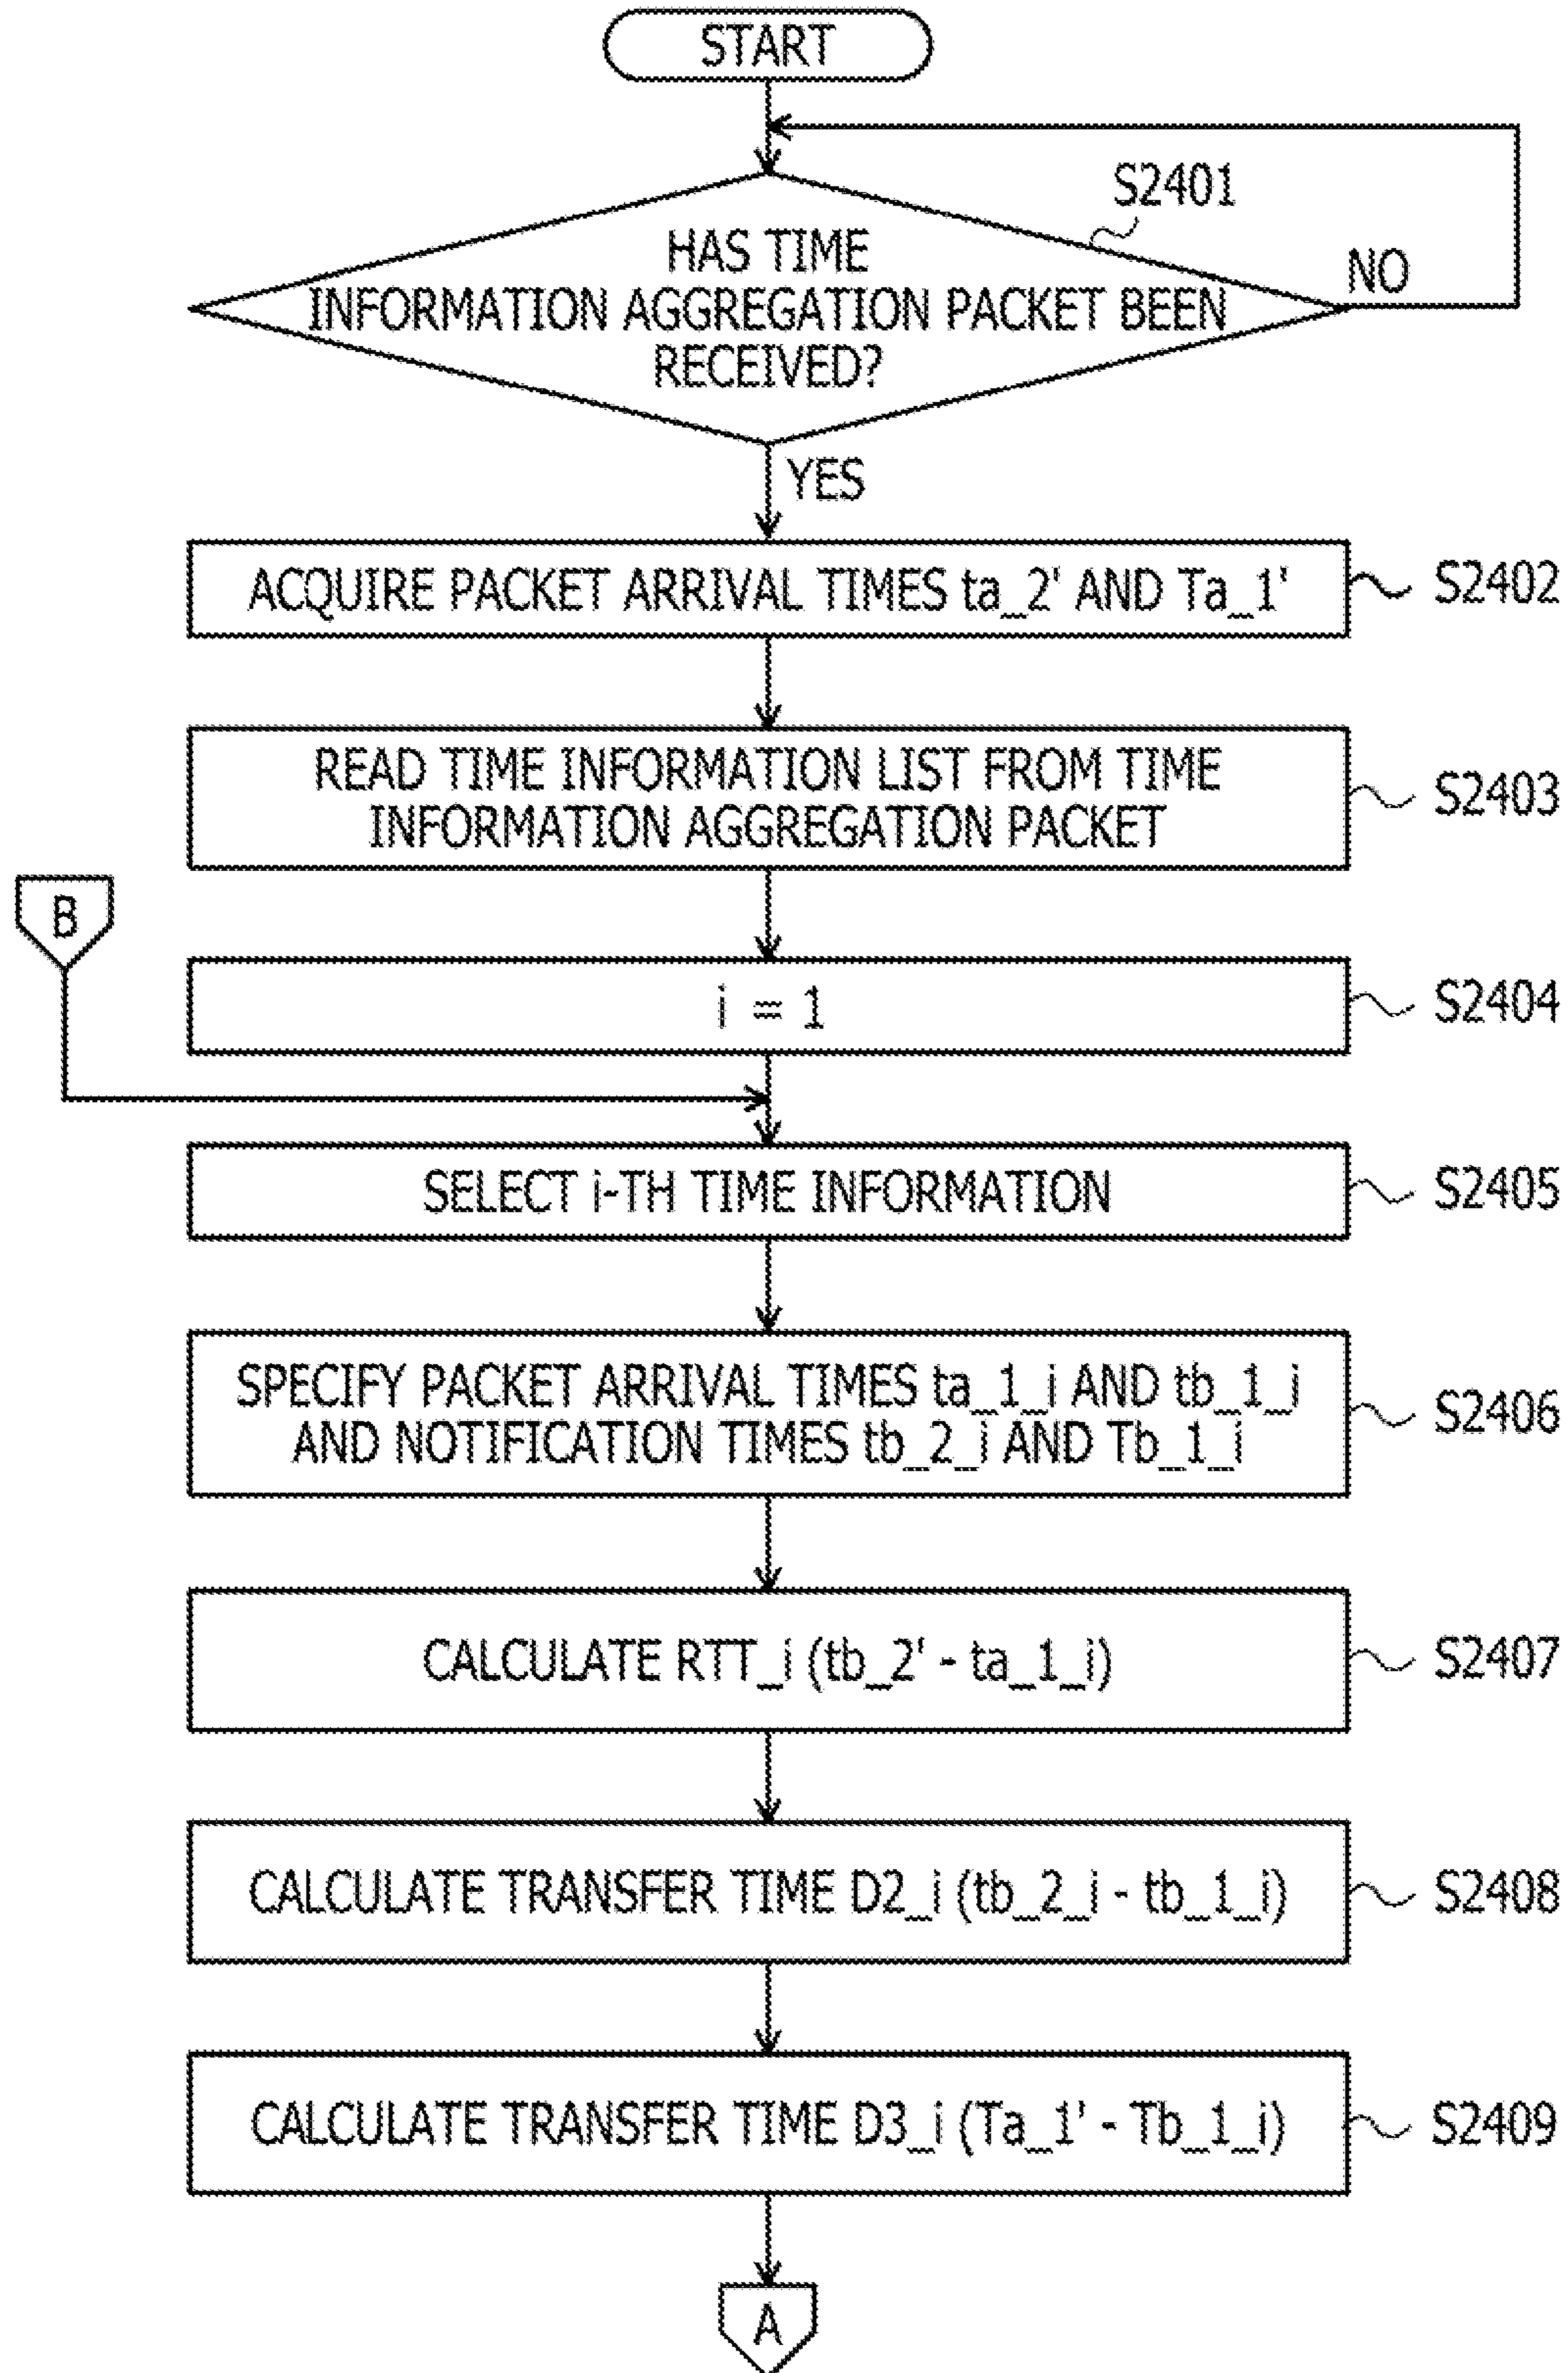 START
S2401
HAS TIME
INFORMATION AGGREGATION PACKET BEEN
RECEIVED?
NO
YES
ACQUIRE PACKET ARRIVAL TIMES ta_2' AND Ta_1'
S2402
READ TIME INFORMATION LIST FROM TIME
INFORMATION AGGREGATION PACKET
S2403
B
i = 1
S2404
SELECT i-TH TIME INFORMATION
S2405
SPECIFY PACKET ARRIVAL TIMES ta_1_i AND tb_1_i
AND NOTIFICATION TIMES tb_2_i AND Tb_1_i
S2406
CALCULATE RTT_i (tb_2' - ta_1_i)
S2407
CALCULATE TRANSFER TIME D2_i (tb_2_i - tb_1_i)
S2408
CALCULATE TRANSFER TIME D3_i (Ta_1' - Tb_1_i)
S2409
A